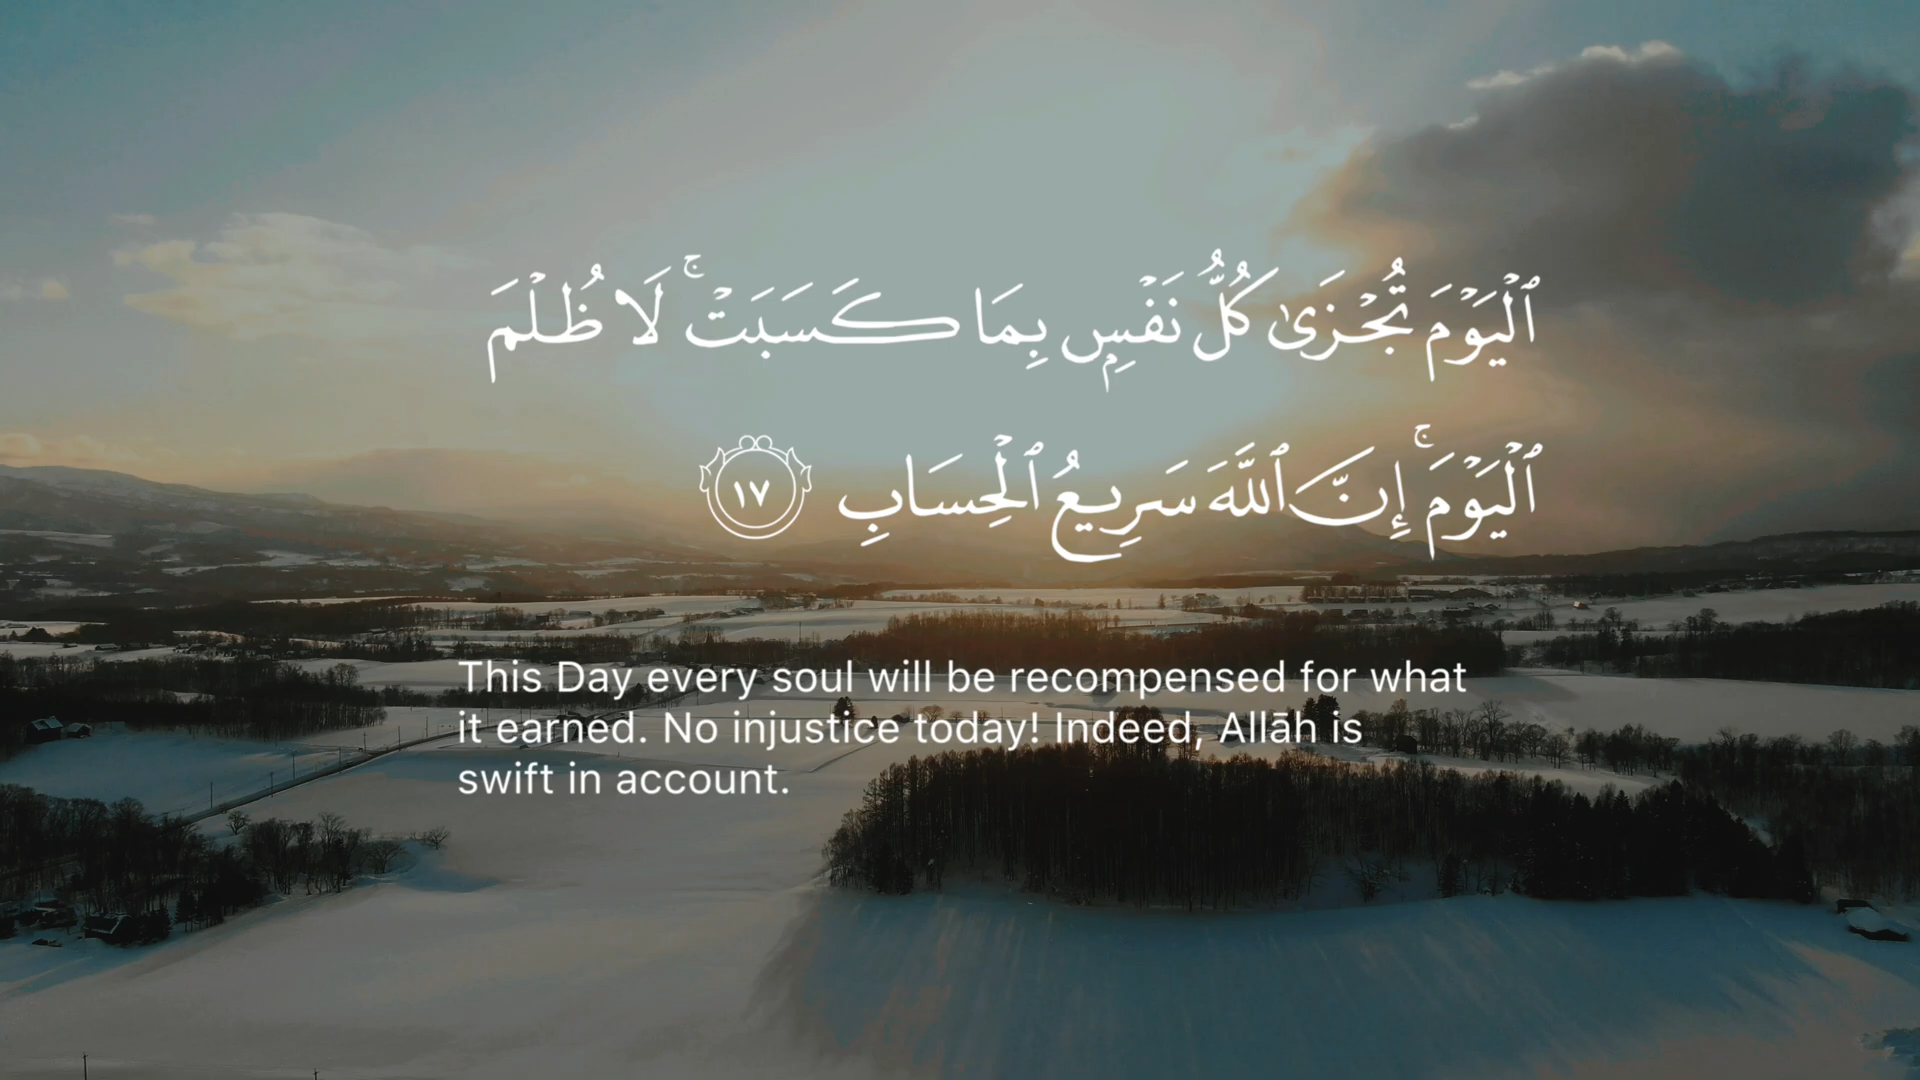 ٱلۡيَوۡمَ تُجۡزَىٰ كُلُّ نَفۡسِۭ بِمَا كَسَبَتۡۚ لَا ظُلۡمَ
ٱلۡيَوۡمَۚ إِنَّ ٱللَّهَ سَرِيعُ ٱلۡحِسَابِ ١٧
This Day every soul will be recompensed for what
it earned. No injustice today! Indeed, Allāh is
swift in account.